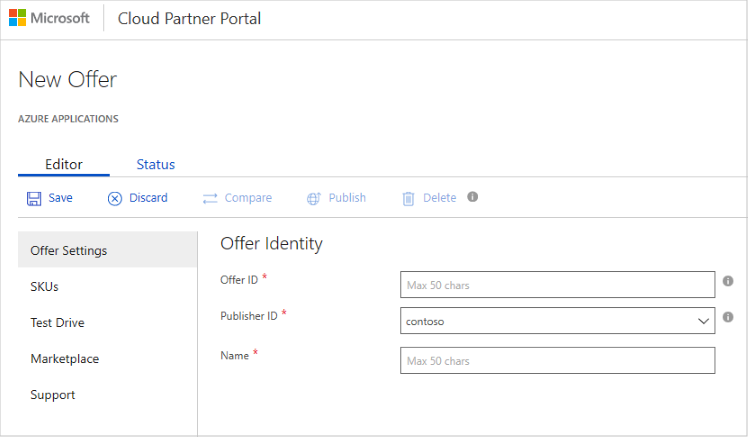 Microsoft Cloud Partner Portal
New Offer
AZURE APPLICATIONS
Editor Status
Save Discard Compare Publish Delete
Offer Settings
SKUs
Test Drive
Marketplace
Support
Offer Identity
Offer ID * Max 50 chars
Publisher ID * contoso
Name * Max 50 chars